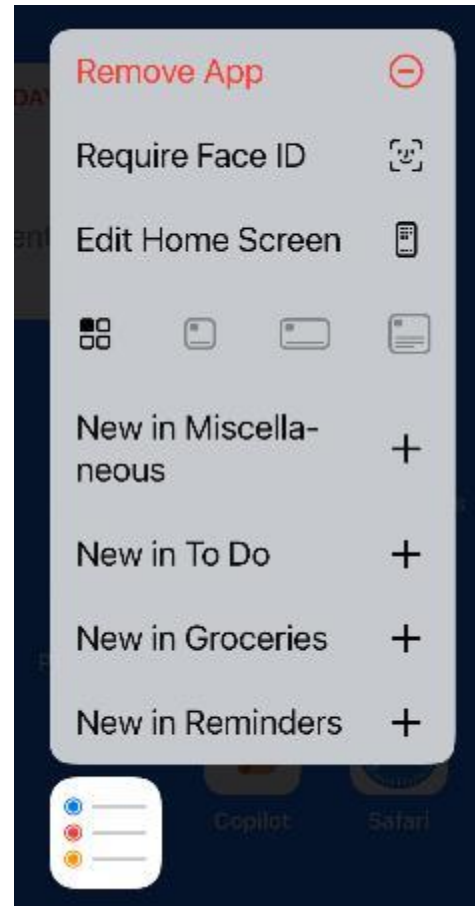 Remove App
Require Face ID
Edit Home Screen
New in Miscella-
neous
New in To Do
New in Groceries
New in Reminders
Copilot
Safari